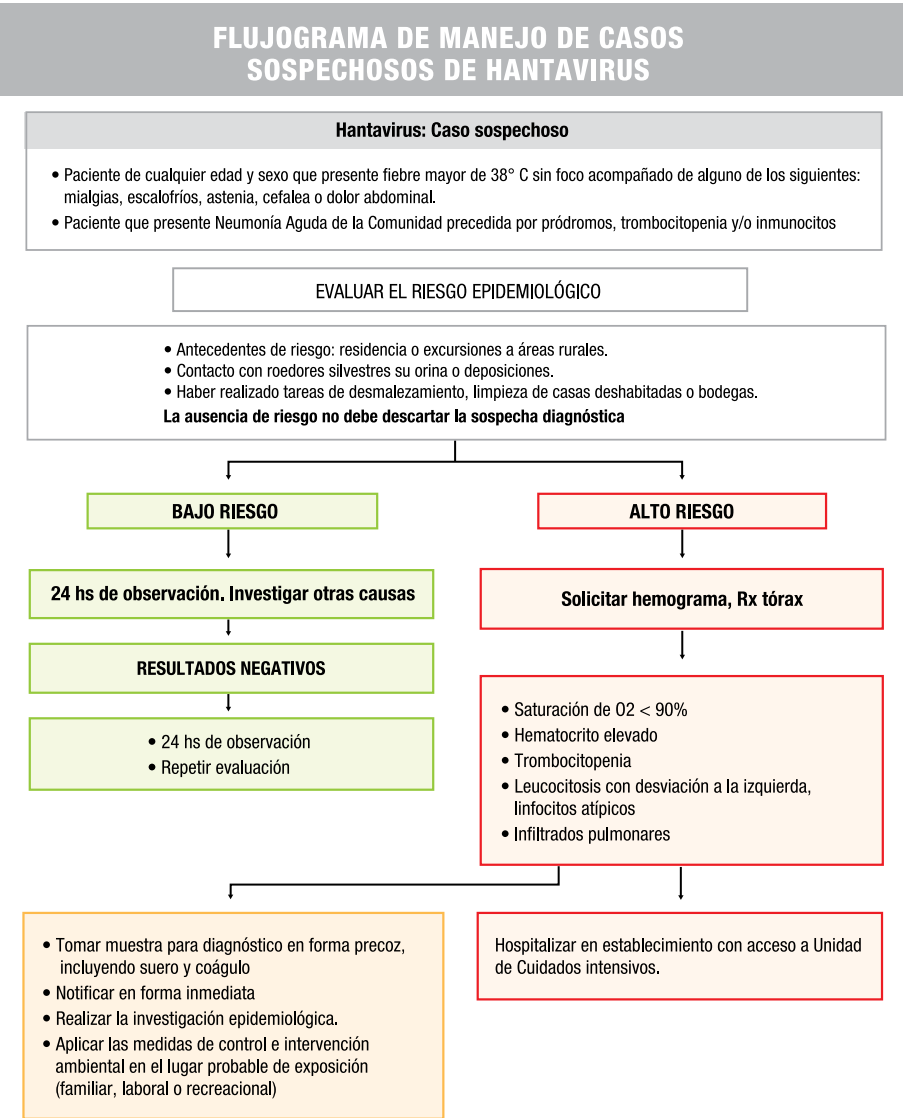 FLUJOGRAMA DE MANEJO DE CASOS
SOSPECHOSOS DE HANTAVIRUS
Hantavirus: Caso sospechoso
• Paciente de cualquier edad y sexo que presente fiebre mayor de 38° C sin foco acompañado de alguno de los siguientes:
mialgias, escalofríos, astenia, cefalea o dolor abdominal.
• Paciente que presente Neumonía Aguda de la Comunidad precedida por pródromos, trombocitopenia y/o inmunocitos
EVALUAR EL RIESGO EPIDEMIOLÓGICO
• Antecedentes de riesgo: residencia o excursiones a áreas rurales.
• Contacto con roedores silvestres su orina o deposiciones.
• Haber realizado tareas de desmalezamiento, limpieza de casas deshabitadas o bodegas.
La ausencia de riesgo no debe descartar la sospecha diagnóstica
BAJO RIESGO
24 hs de observación. Investigar otras causas
RESULTADOS NEGATIVOS
• 24 hs de observación
• Repetir evaluación
ALTO RIESGO
Solicitar hemograma, Rx tórax
• Saturación de O2 < 90%
• Hematocrito elevado
• Trombocitopenia
• Leucocitosis con desviación a la izquierda,
linfocitos atípicos
• Infiltrados pulmonares
• Tomar muestra para diagnóstico en forma precoz,
incluyendo suero y coágulo
• Notificar en forma inmediata
• Realizar la investigación epidemiológica.
• Aplicar las medidas de control e intervención
ambiental en el lugar probable de exposición
(familiar, laboral o recreacional)
Hospitalizar en establecimiento con acceso a Unidad
de Cuidados intensivos.